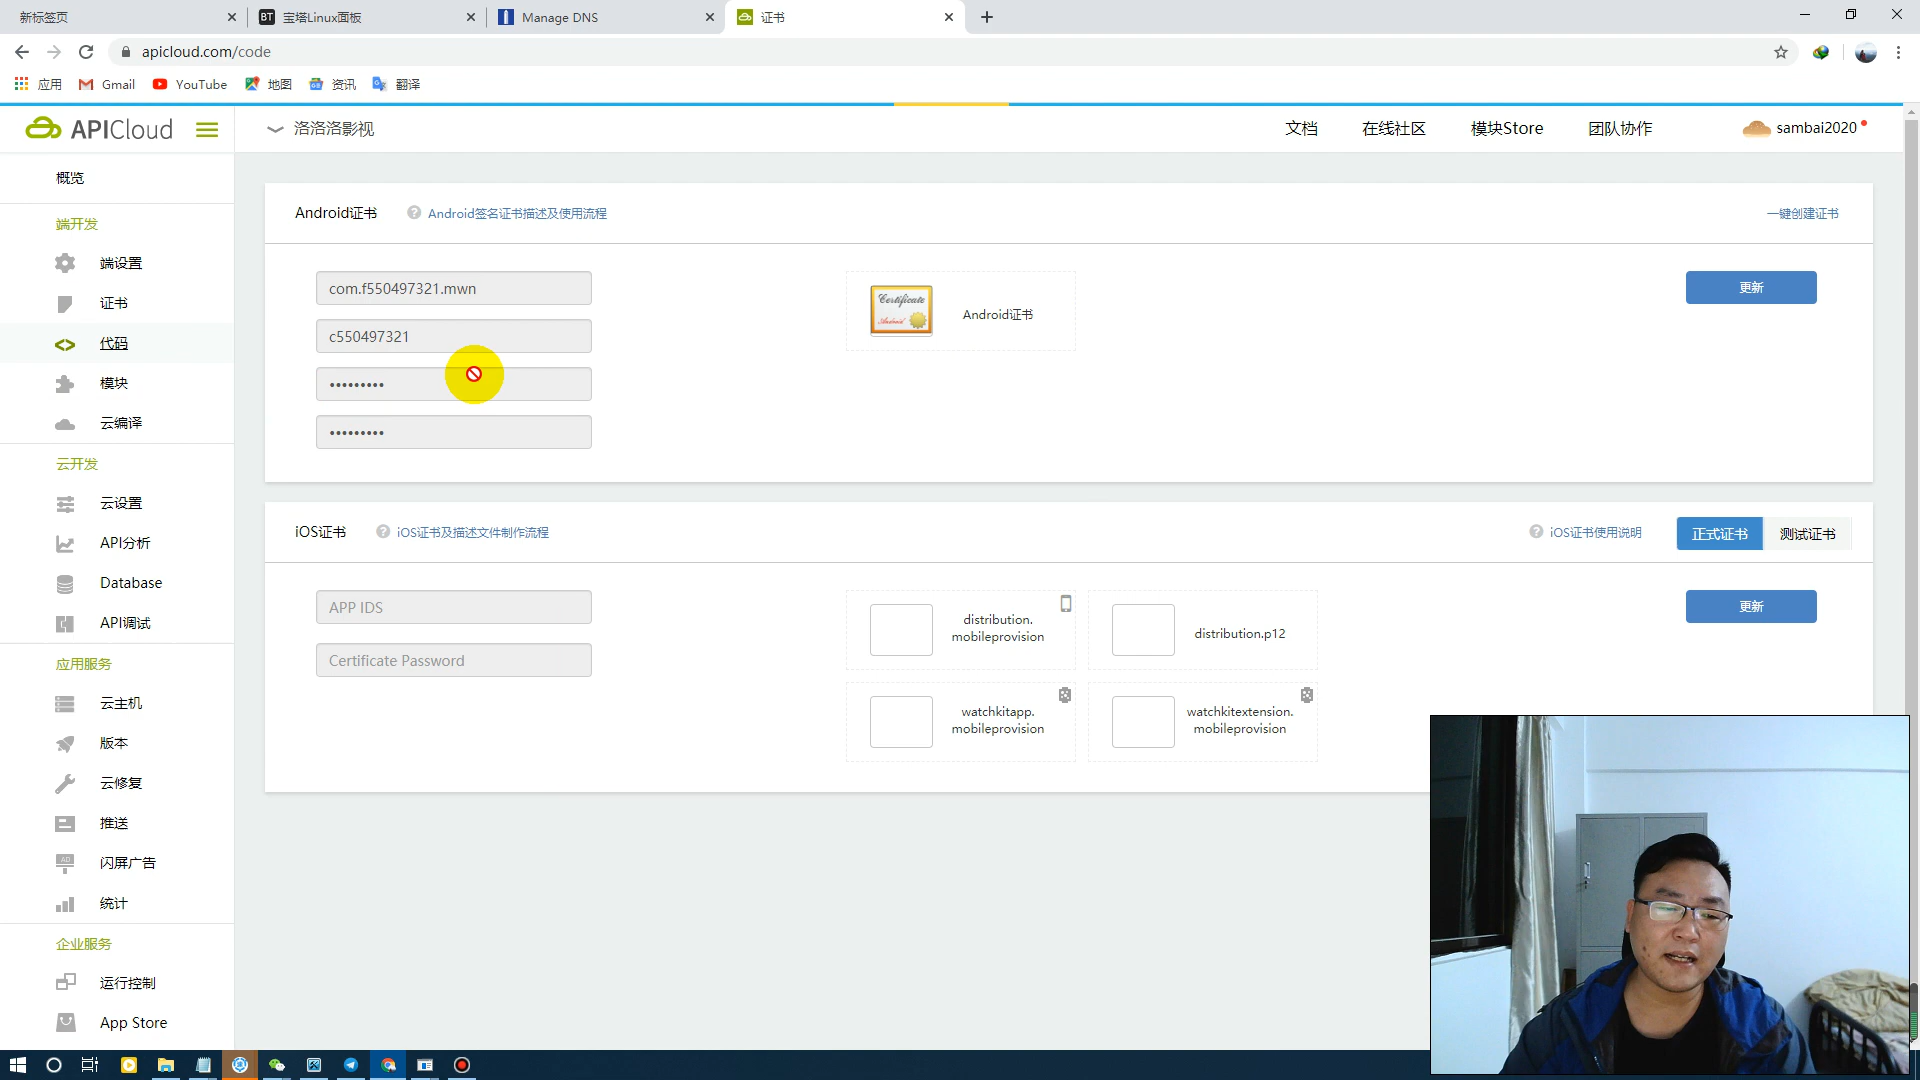 新标签页
BT 宝塔Linux面板
Manage DNS
证书
apicloud.com/code
应用
Gmail
YouTube
地图
资讯
翻译
APICloud
洛洛洛影视
文档
在线社区
模块Store
团队协作
sambai2020
概览
端开发
端设置
证书
代码
模块
云编译
云开发
云设置
API分析
Database
API调试
应用服务
云主机
版本
云修复
推送
闪屏广告
统计
企业服务
运行控制
App Store
Android证书
Android签名证书描述及使用流程
一键创建证书
com.f550497321.mwn
c550497321
•••••••••
•••••••••
Certificate
Android
Android证书
更新
iOS证书
iOS证书及描述文件制作流程
iOS证书使用说明
正式证书
测试证书
APP IDS
Certificate Password
distribution.
mobileprovision
distribution.p12
更新
watchkitapp.
mobileprovision
watchkitextension.
mobileprovision